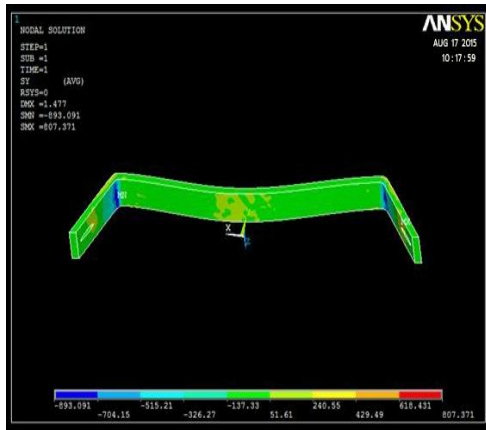 1
NODAL SOLUTION
STEP=1
SUB =1
TIME=1
SY (AVG)
RSYS=0
DMX =1.477
SMN =-893.091
SMX =807.371
ANSYS
AUG 17 2015
10:17:59
MN
MX
X
Z
-893.091 -704.15 -515.21 -326.27 -137.33 51.61 240.55 429.49 618.431 807.371